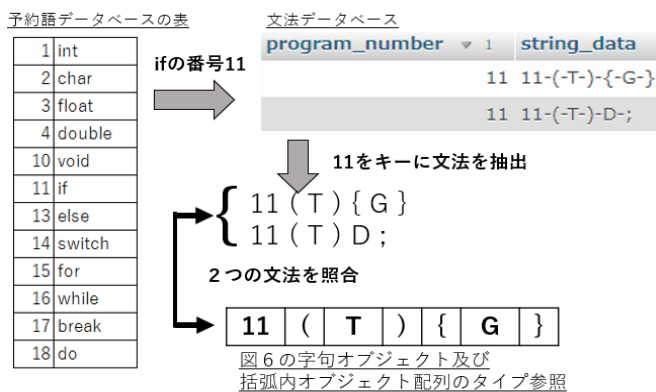 予約語データベースの表
1 int
2 char
3 float
4 double
10 void
11 if
13 else
14 switch
15 for
16 while
17 break
18 do
ifの番号11
文法データベース
program_number 1 string_data
11 11-(-T-)-{-G-}
11 11-(-T-)-D-;
11をキーに文法を抽出
11 ( T ) { G }
11 ( T ) D ;
２つの文法を照合
11 ( T ) { G }
図６の字句オブジェクト及び
括弧内オブジェクト配列のタイプ参照